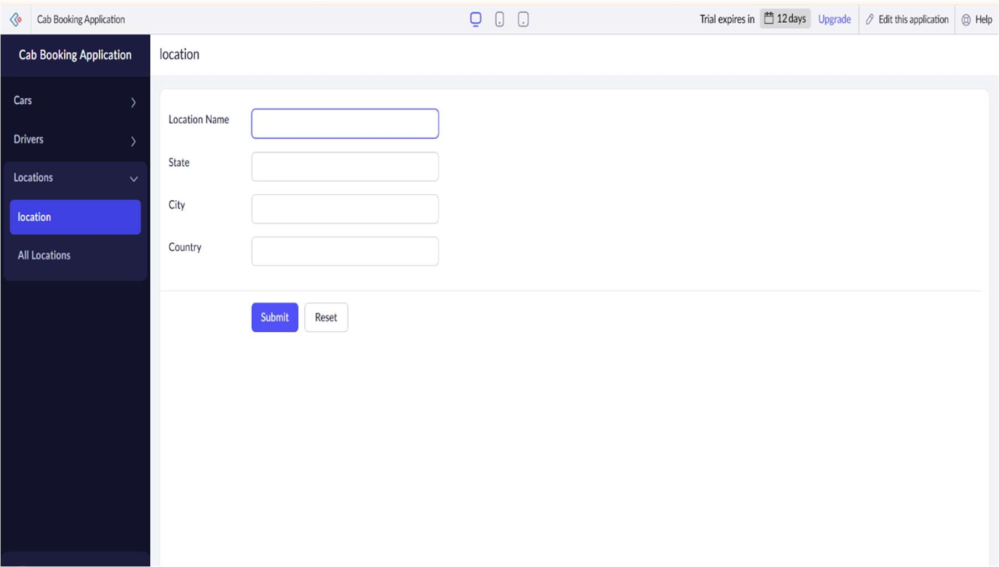 Cab Booking Application
Trial expires in 12 days Upgrade Edit this application Help
Cab Booking Application
location
Cars
Drivers
Locations
location
All Locations
Location Name
State
City
Country
Submit Reset